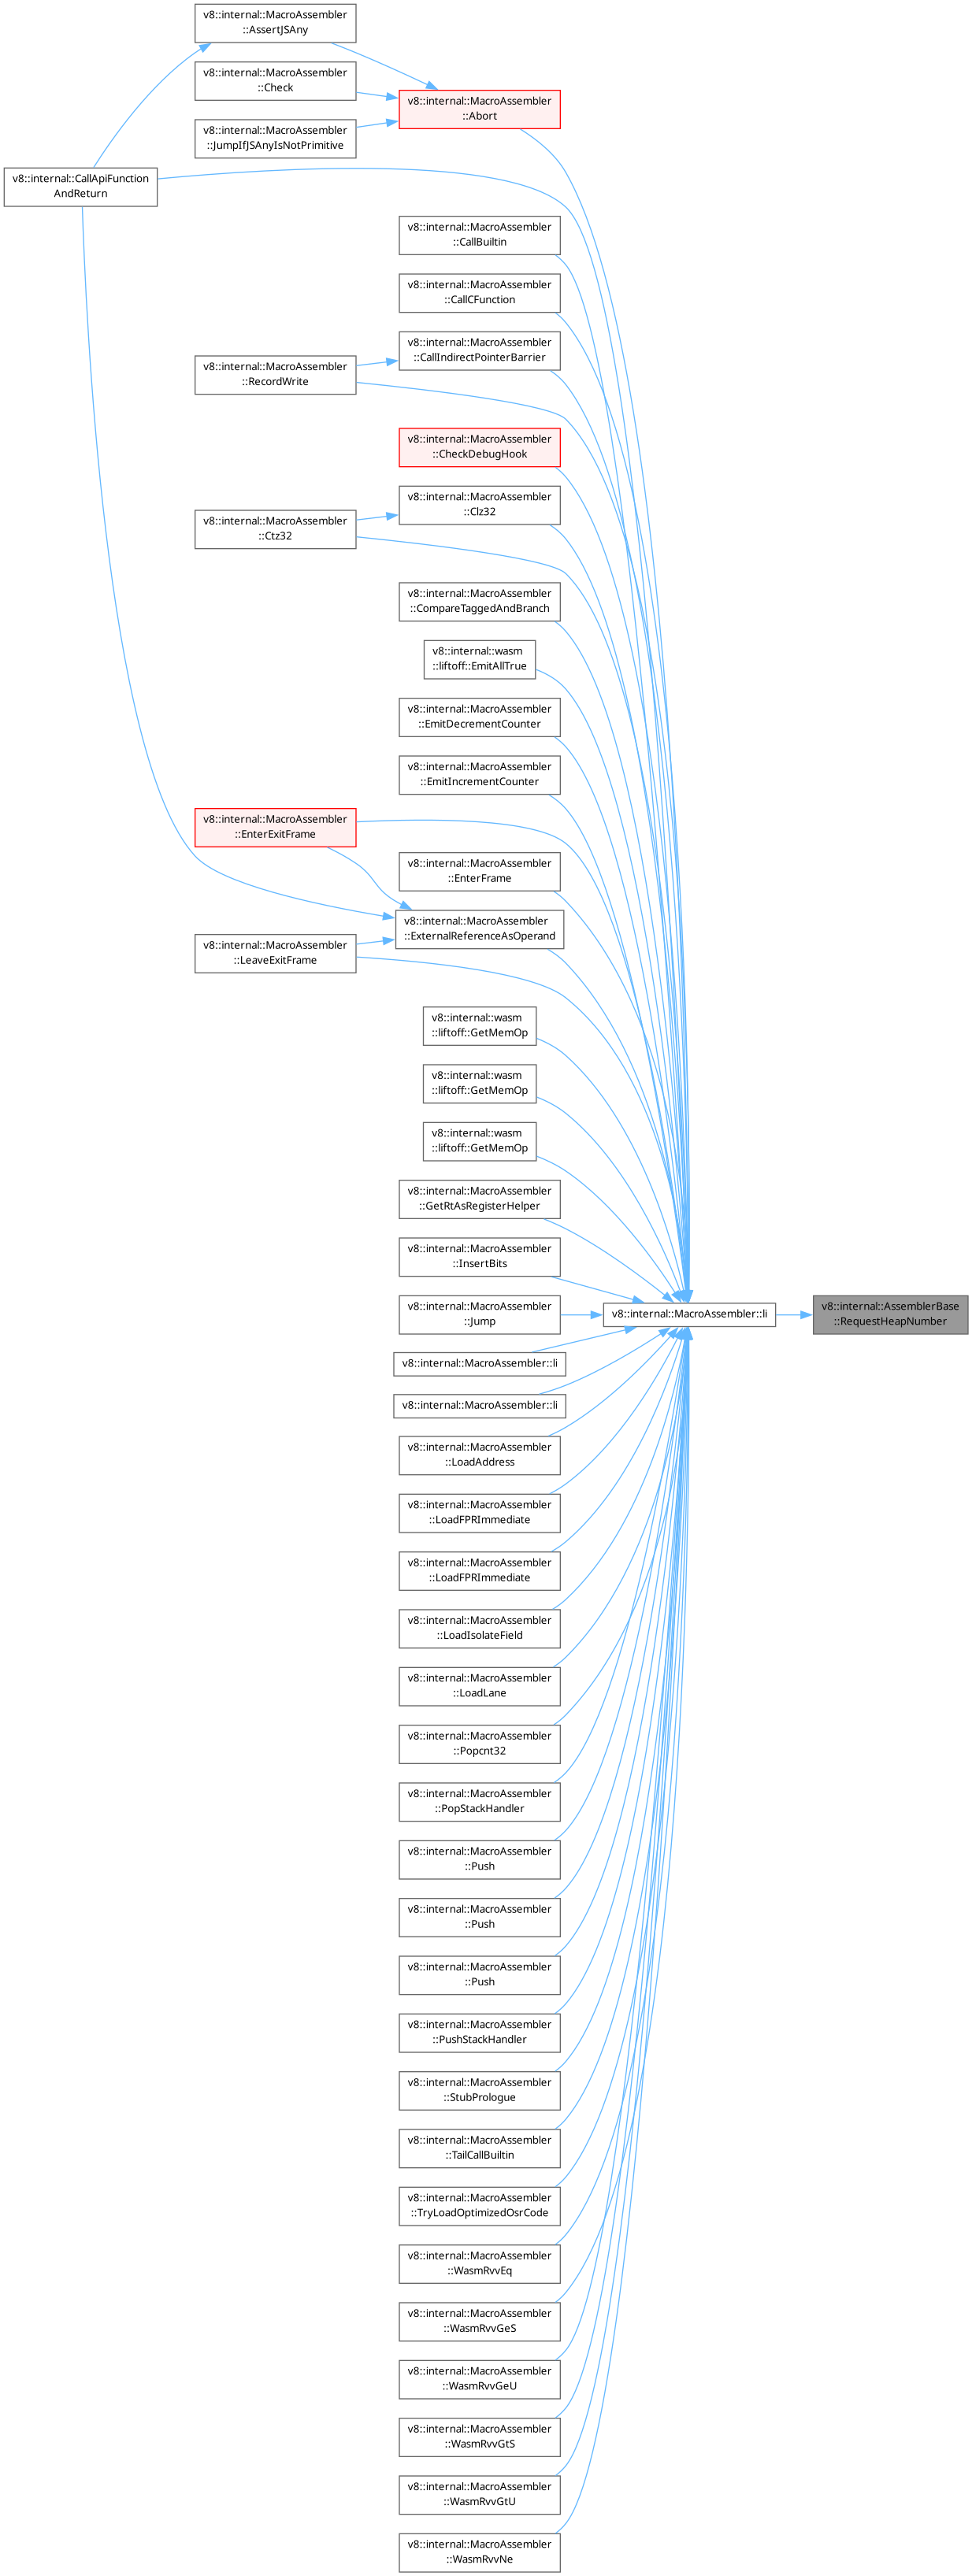 v8::internal::MacroAssembler
::AssertJSAny
v8::internal::MacroAssembler
::Check
v8::internal::MacroAssembler
::Abort
v8::internal::MacroAssembler
::JumpIfJSAnyIsNotPrimitive
v8::internal::CallApiFunction
AndReturn
v8::internal::MacroAssembler
::CallBuiltin
v8::internal::MacroAssembler
::CallCFunction
v8::internal::MacroAssembler
::CallIndirectPointerBarrier
v8::internal::MacroAssembler
::RecordWrite
v8::internal::MacroAssembler
::CheckDebugHook
v8::internal::MacroAssembler
::Clz32
v8::internal::MacroAssembler
::Ctz32
v8::internal::MacroAssembler
::CompareTaggedAndBranch
v8::internal::wasm
::liftoff::EmitAllTrue
v8::internal::MacroAssembler
::EmitDecrementCounter
v8::internal::MacroAssembler
::EmitIncrementCounter
v8::internal::MacroAssembler
::EnterExitFrame
v8::internal::MacroAssembler
::EnterFrame
v8::internal::MacroAssembler
::ExternalReferenceAsOperand
v8::internal::MacroAssembler
::LeaveExitFrame
v8::internal::wasm
::liftoff::GetMemOp
v8::internal::wasm
::liftoff::GetMemOp
v8::internal::wasm
::liftoff::GetMemOp
v8::internal::MacroAssembler
::GetRtAsRegisterHelper
v8::internal::MacroAssembler
::InsertBits
v8::internal::MacroAssembler
::Jump
v8::internal::MacroAssembler::li
v8::internal::AssemblerBase
::RequestHeapNumber
v8::internal::MacroAssembler::li
v8::internal::MacroAssembler::li
v8::internal::MacroAssembler
::LoadAddress
v8::internal::MacroAssembler
::LoadFPRImmediate
v8::internal::MacroAssembler
::LoadFPRImmediate
v8::internal::MacroAssembler
::LoadIsolateField
v8::internal::MacroAssembler
::LoadLane
v8::internal::MacroAssembler
::Popcnt32
v8::internal::MacroAssembler
::PopStackHandler
v8::internal::MacroAssembler
::Push
v8::internal::MacroAssembler
::Push
v8::internal::MacroAssembler
::Push
v8::internal::MacroAssembler
::PushStackHandler
v8::internal::MacroAssembler
::StubPrologue
v8::internal::MacroAssembler
::TailCallBuiltin
v8::internal::MacroAssembler
::TryLoadOptimizedOsrCode
v8::internal::MacroAssembler
::WasmRvvEq
v8::internal::MacroAssembler
::WasmRvvGeS
v8::internal::MacroAssembler
::WasmRvvGeU
v8::internal::MacroAssembler
::WasmRvvGtS
v8::internal::MacroAssembler
::WasmRvvGtU
v8::internal::MacroAssembler
::WasmRvvNe